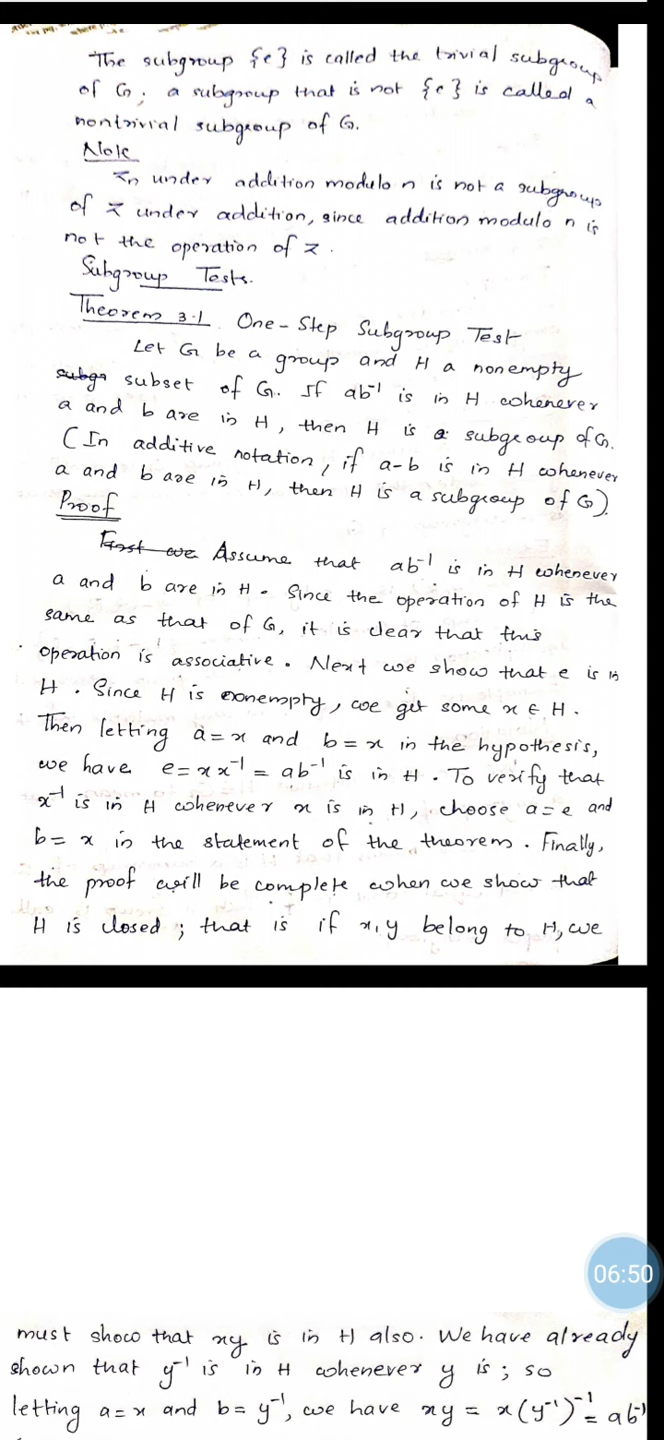 The subgroup {e} is called the trivial subgroup
of G; a subgroup that is not {e} is called a
nontrivial subgroup of G.
Note
Zn under addition modulo n is not a subgroup
of Z under addition, since addition modulo n is
not the operation of Z.
Subgroup Tests.
Theorem 3.1 One-Step Subgroup Test
Let G be a group and H a nonempty
subgr subset of G. If ab⁻¹ is in H whenever
a and b are in H, then H is a subgroup of G.
(In additive notation, if a-b is in H whenever
a and b are in H, then H is a subgroup of G).
Proof
First we Assume that ab⁻¹ is in H whenever
a and b are in H. Since the operation of H is the
same as that of G, it is clear that this
operation is associative. Next we show that e is in
H. Since H is nonempty, we get some x ∈ H.
Then letting a=x and b=x in the hypothesis,
we have e=xx⁻¹=ab⁻¹ is in H. To verify that
x⁻¹ is in H whenever x is in H, choose a=e and
b=x in the statement of the theorem. Finally,
the proof will be complete when we show that
H is closed; that is if x,y belong to H, we
06:50
must show that xy is in H also. We have already
shown that y⁻¹ is in H whenever y is; so
letting a=x and b=y⁻¹, we have xy = x(y⁻¹)⁻¹=ab⁻¹